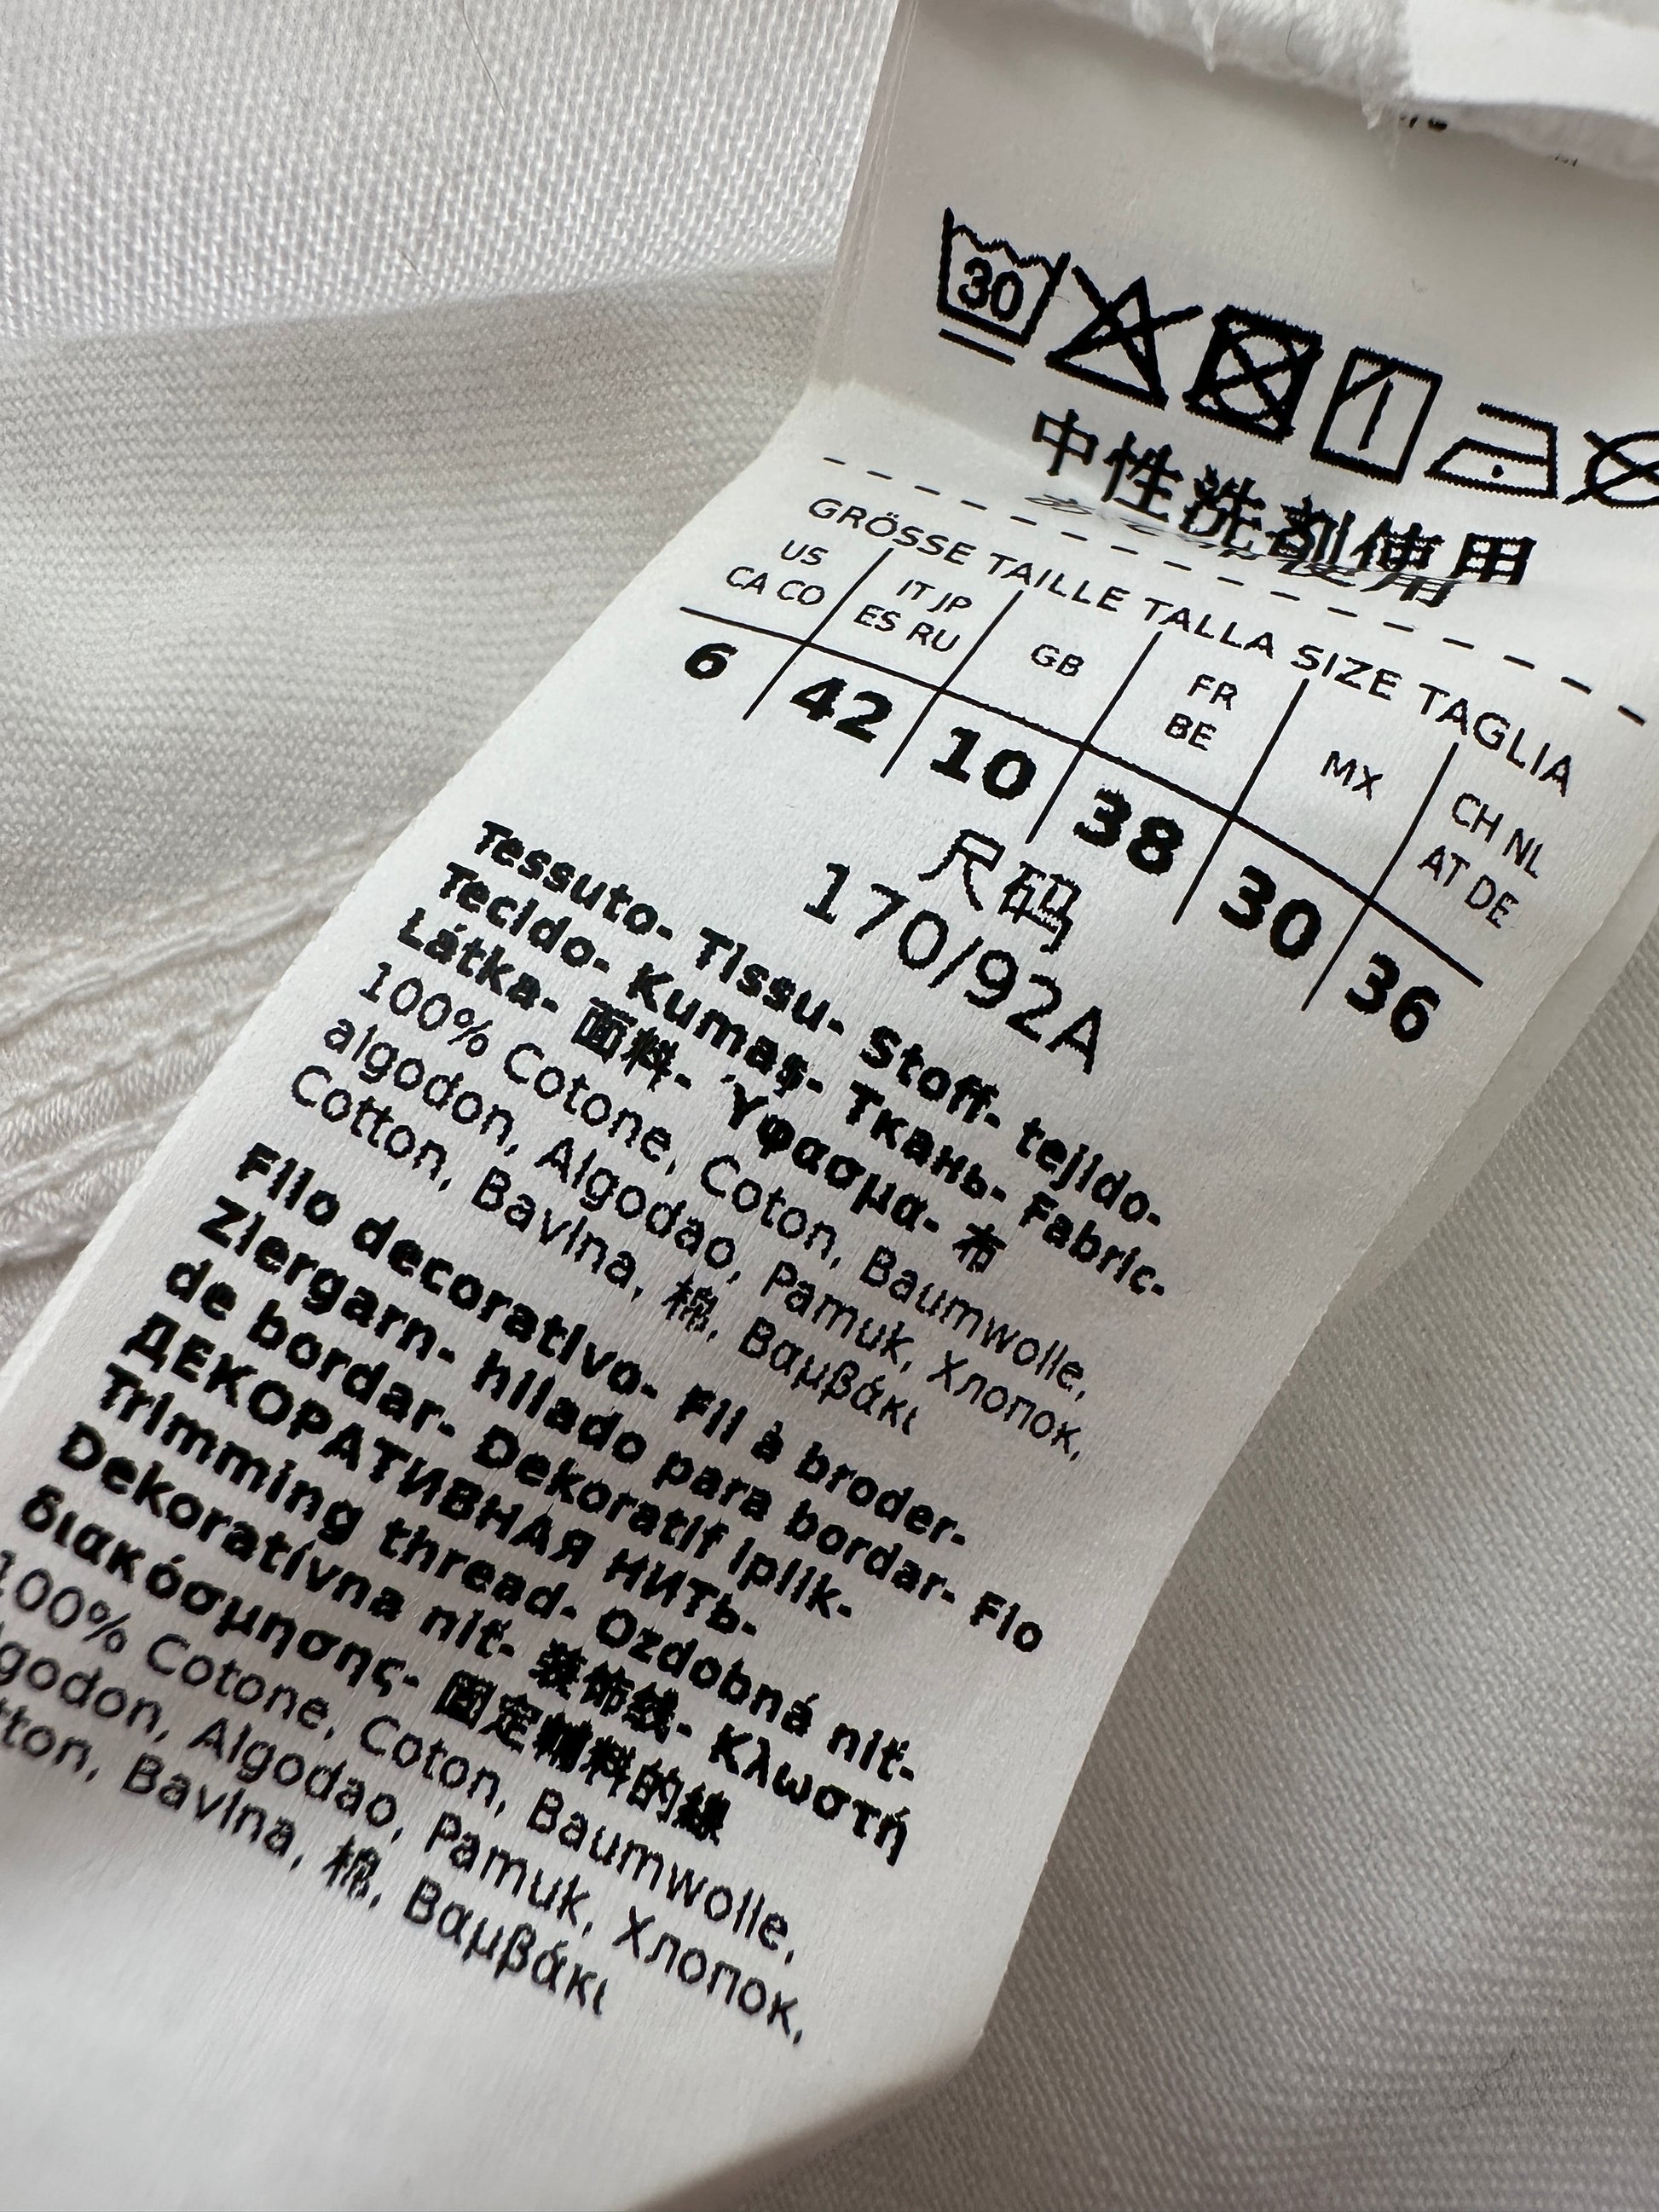 30
中性洗剤使用
GRÖSSE TAILLE TALLA SIZE TAGLIA
US CA CO
IT JP ES RU
GB
FR BE
MX
CH NL AT DE
6 42 10 38 30 36
尺码
170/92A
Tessuto- Tissu- Stoff- tejido-
Tecido- Kumaş- Ткань- Fabric-
Látka- 面料- Ύφασμα- 布
100% Cotone, Coton, Baumwolle,
algodon, Algodao, Pamuk, Хлопок,
Cotton, Bavlna, 棉, Βαμβάκι
Filo decorativo- Fil à broder-
Ziergarn- hilado para bordar- Fio
de bordar- Dekoratif iplik-
ДЕКОРАТИВНАЯ НИТЬ-
Trimming thread- Ozdobná niť-
Dekoratívna niť- 装饰线- Κλωστή
διακόσμησης- 固定輔料的線
100% Cotone, Coton, Baumwolle,
godon, Algodao, Pamuk, Хлопок,
tton, Bavlna, 棉, Βαμβάκι